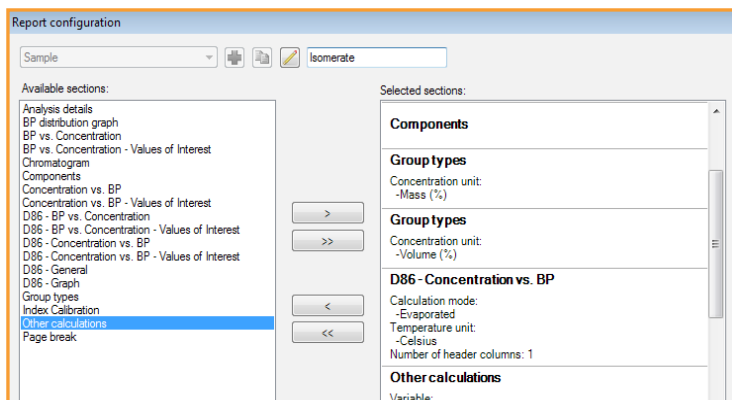 Report configuration
Sample
Isomerate
Available sections:
Selected sections:
Analysis details
BP distribution graph
BP vs. Concentration
BP vs. Concentration - Values of Interest
Chromatogram
Components
Concentration vs. BP
Concentration vs. BP - Values of Interest
D86 - BP vs. Concentration
D86 - BP vs. Concentration - Values of Interest
D86 - Concentration vs. BP
D86 - Concentration vs. BP - Values of Interest
D86 - General
D86 - Graph
Group types
Index Calibration
Other calculations
Page break
>
>>
<
<<
Components
Group types
Concentration unit:
-Mass (%)
Group types
Concentration unit:
-Volume (%)
D86 - Concentration vs. BP
Calculation mode:
-Evaporated
Temperature unit:
-Celsius
Number of header columns: 1
Other calculations
Variable: